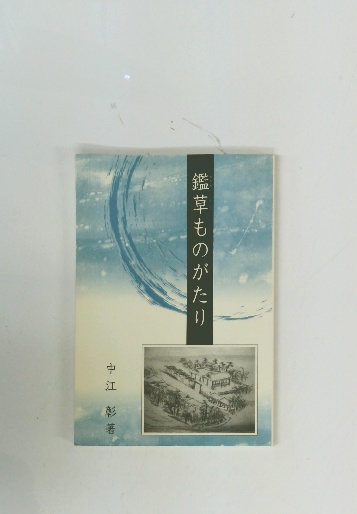 鑑草ものがたり
中江 彰著